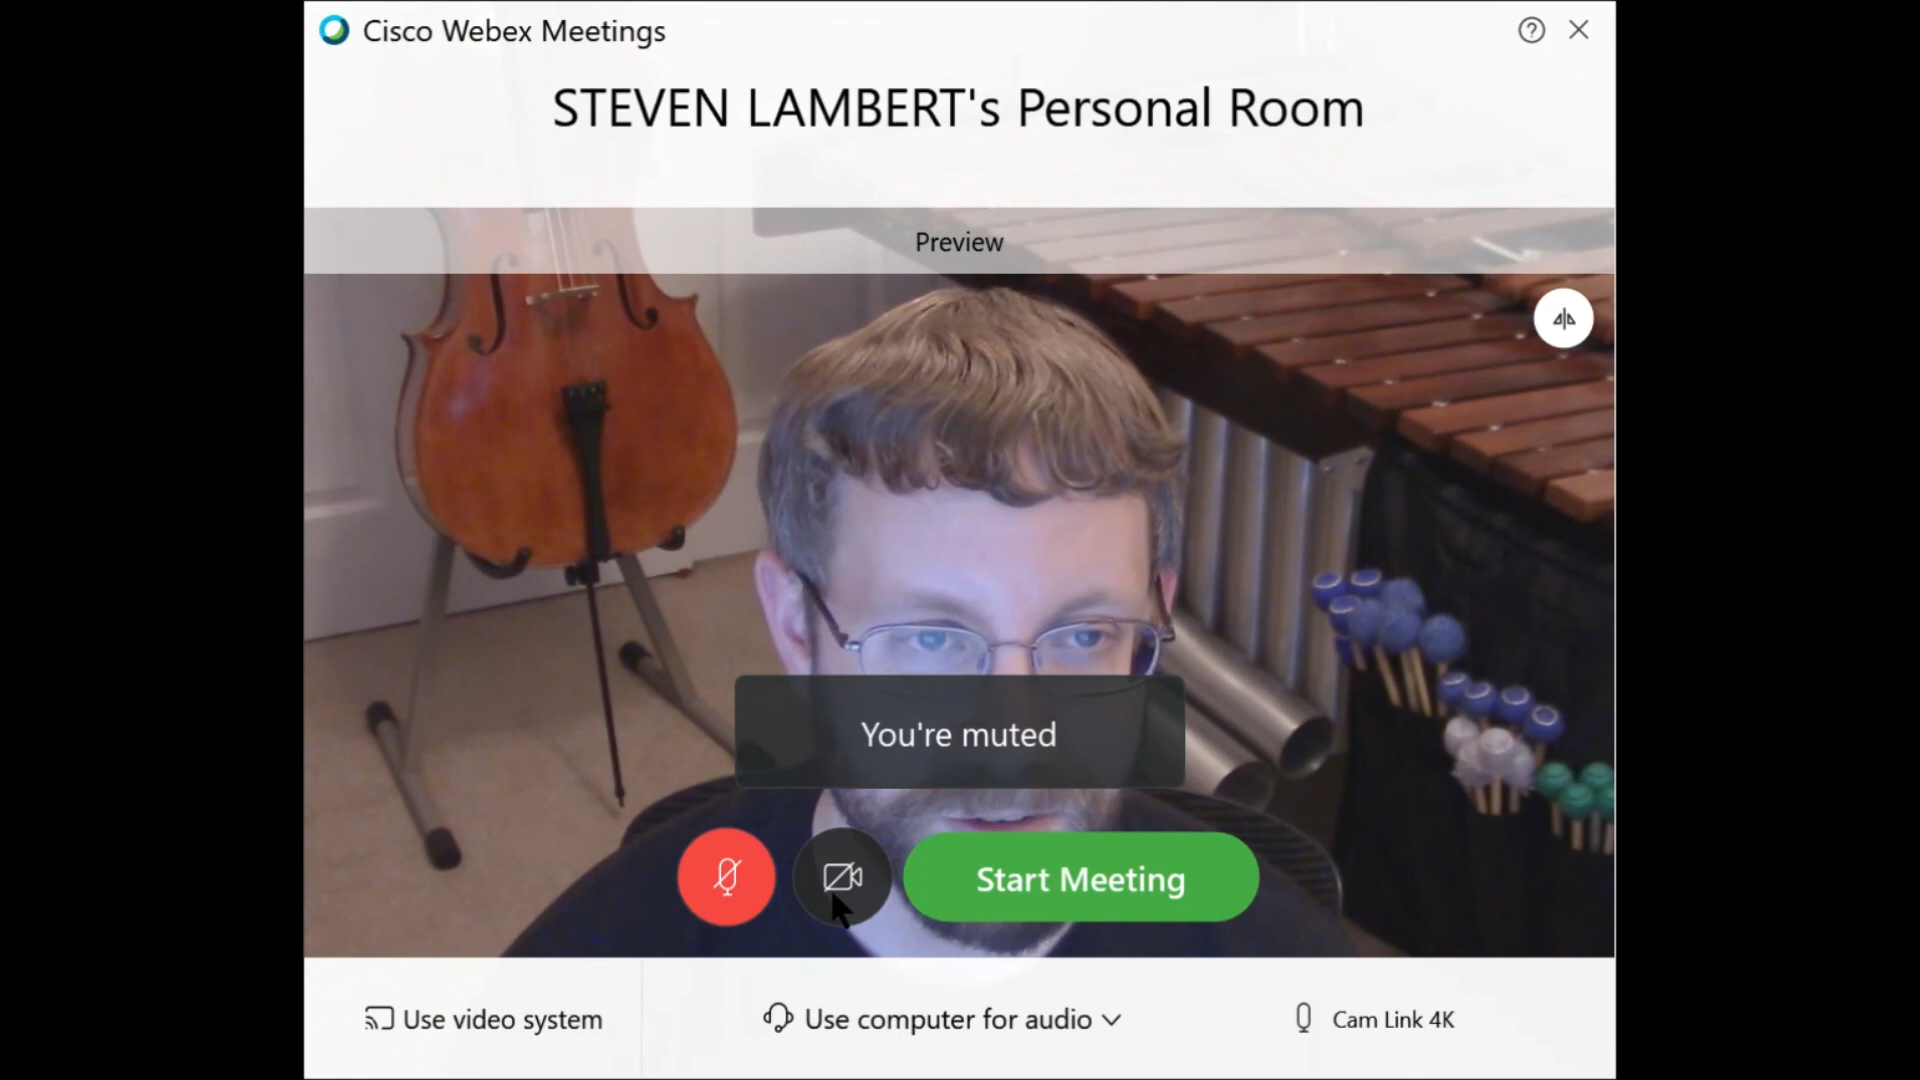 Cisco Webex Meetings
STEVEN LAMBERT's Personal Room
Preview
You're muted
Start Meeting
Use video system
Use computer for audio
Cam Link 4K